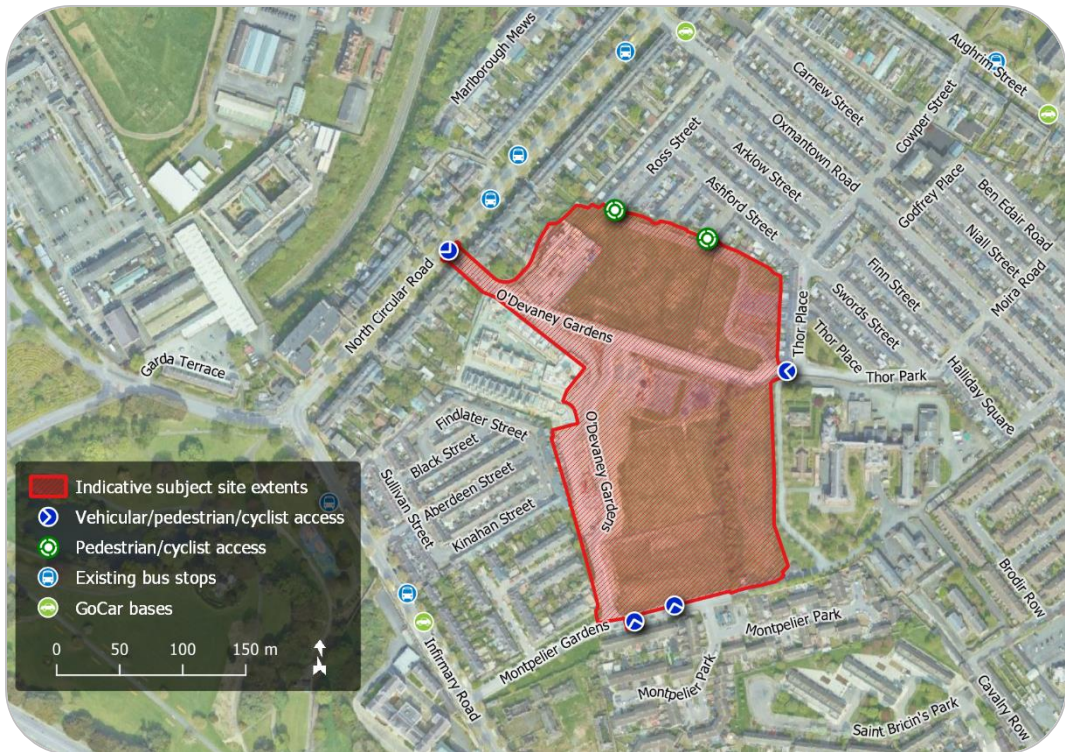 Marlborough Mews
Aughrim Street
Carnew Street
Cowper Street
Oxmantown Road
Ross Street
Arklow Street
Godfrey Place
Ben Edair Road
Ashford Street
Niall Street
Moira Road
Finn Street
North Circular Road
Swords Street
O'Devaney Gardens
Thor Place
Thor Place
Garda Terrace
Thor Park
Halliday Square
Findlater Street
Black Street
O'Devaney Gardens
Aberdeen Street
Sullivan Street
Kinahan Street
Indicative subject site extents
Vehicular/pedestrian/cyclist access
Pedestrian/cyclist access
Existing bus stops
GoCar bases
0 50 100 150 m
Brodir Row
Montpelier Gardens
Montpelier Park
Infirmary Road
Montpelier Park
Cavalry Row
Saint Bricin's Park